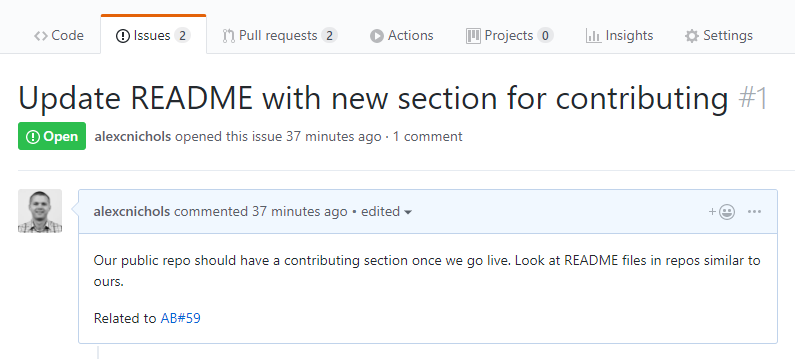 Code Issues 2 Pull requests 2 Actions Projects 0 Insights Settings
Update README with new section for contributing #1
Open alexcnichols opened this issue 37 minutes ago · 1 comment
alexcnichols commented 37 minutes ago • edited
Our public repo should have a contributing section once we go live. Look at README files in repos similar to
ours.
Related to AB#59